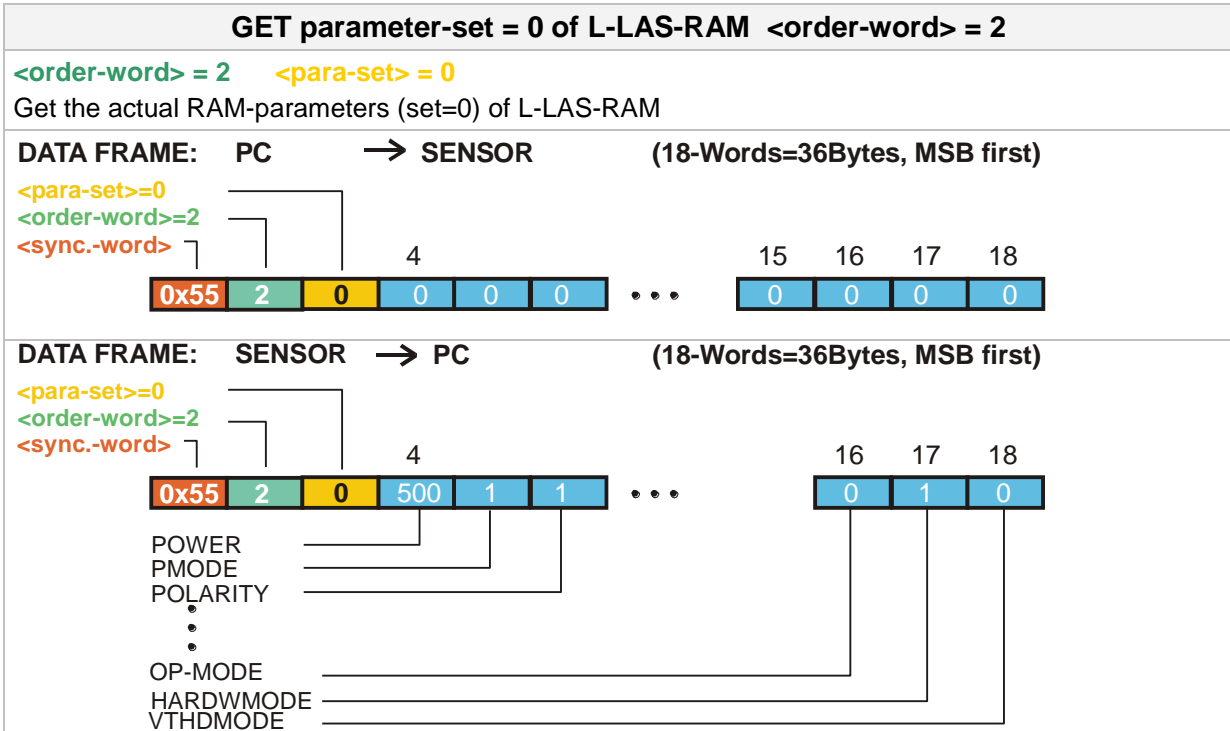 GET parameter-set = 0 of L-LAS-RAM <order-word> = 2
<order-word> = 2 <para-set> = 0
Get the actual RAM-parameters (set=0) of L-LAS-RAM
DATA FRAME: PC → SENSOR (18-Words=36Bytes, MSB first)
<para-set>=0
<order-word>=2
<sync.-word>
4 15 16 17 18
0x55 2 0 0 0 0 ... 0 0 0 0
DATA FRAME: SENSOR → PC (18-Words=36Bytes, MSB first)
<para-set>=0
<order-word>=2
<sync.-word>
4 16 17 18
0x55 2 0 500 1 1 ... 0 1 0
POWER
PMODE
POLARITY
OP-MODE
HARDWMODE
VTHDMODE